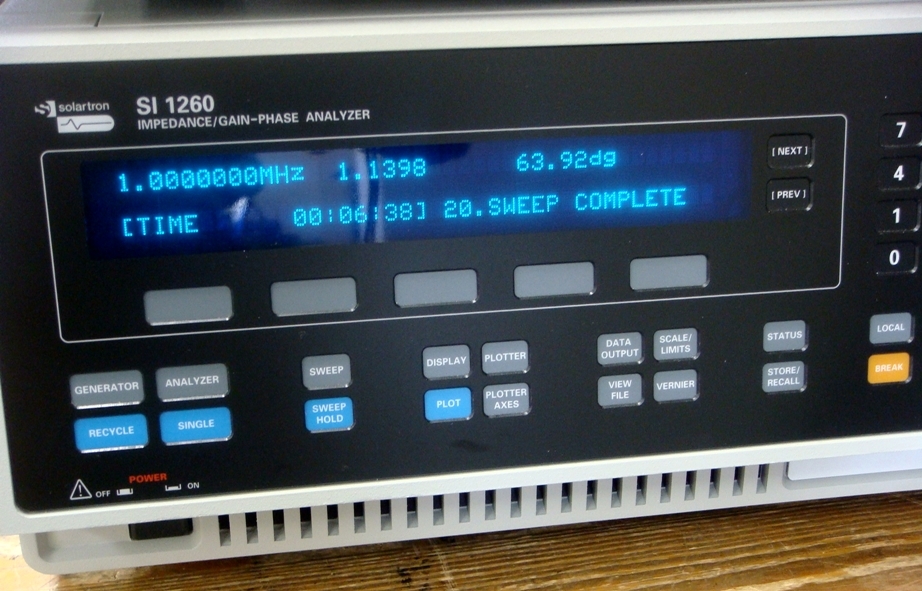 solartron
SI 1260
IMPEDANCE/GAIN-PHASE ANALYZER
1.0000000MHz 1.1398 63.92dg
[TIME 00:06:38] 20.SWEEP COMPLETE
[NEXT]
[PREV]
7
4
1
0
GENERATOR
ANALYZER
SWEEP
DISPLAY
PLOTTER
DATA
OUTPUT
SCALE/
LIMITS
STATUS
LOCAL
RECYCLE
SINGLE
SWEEP
HOLD
PLOT
PLOTTER
AXES
VIEW
FILE
VERNIER
STORE/
RECALL
BREAK
POWER
OFF
ON